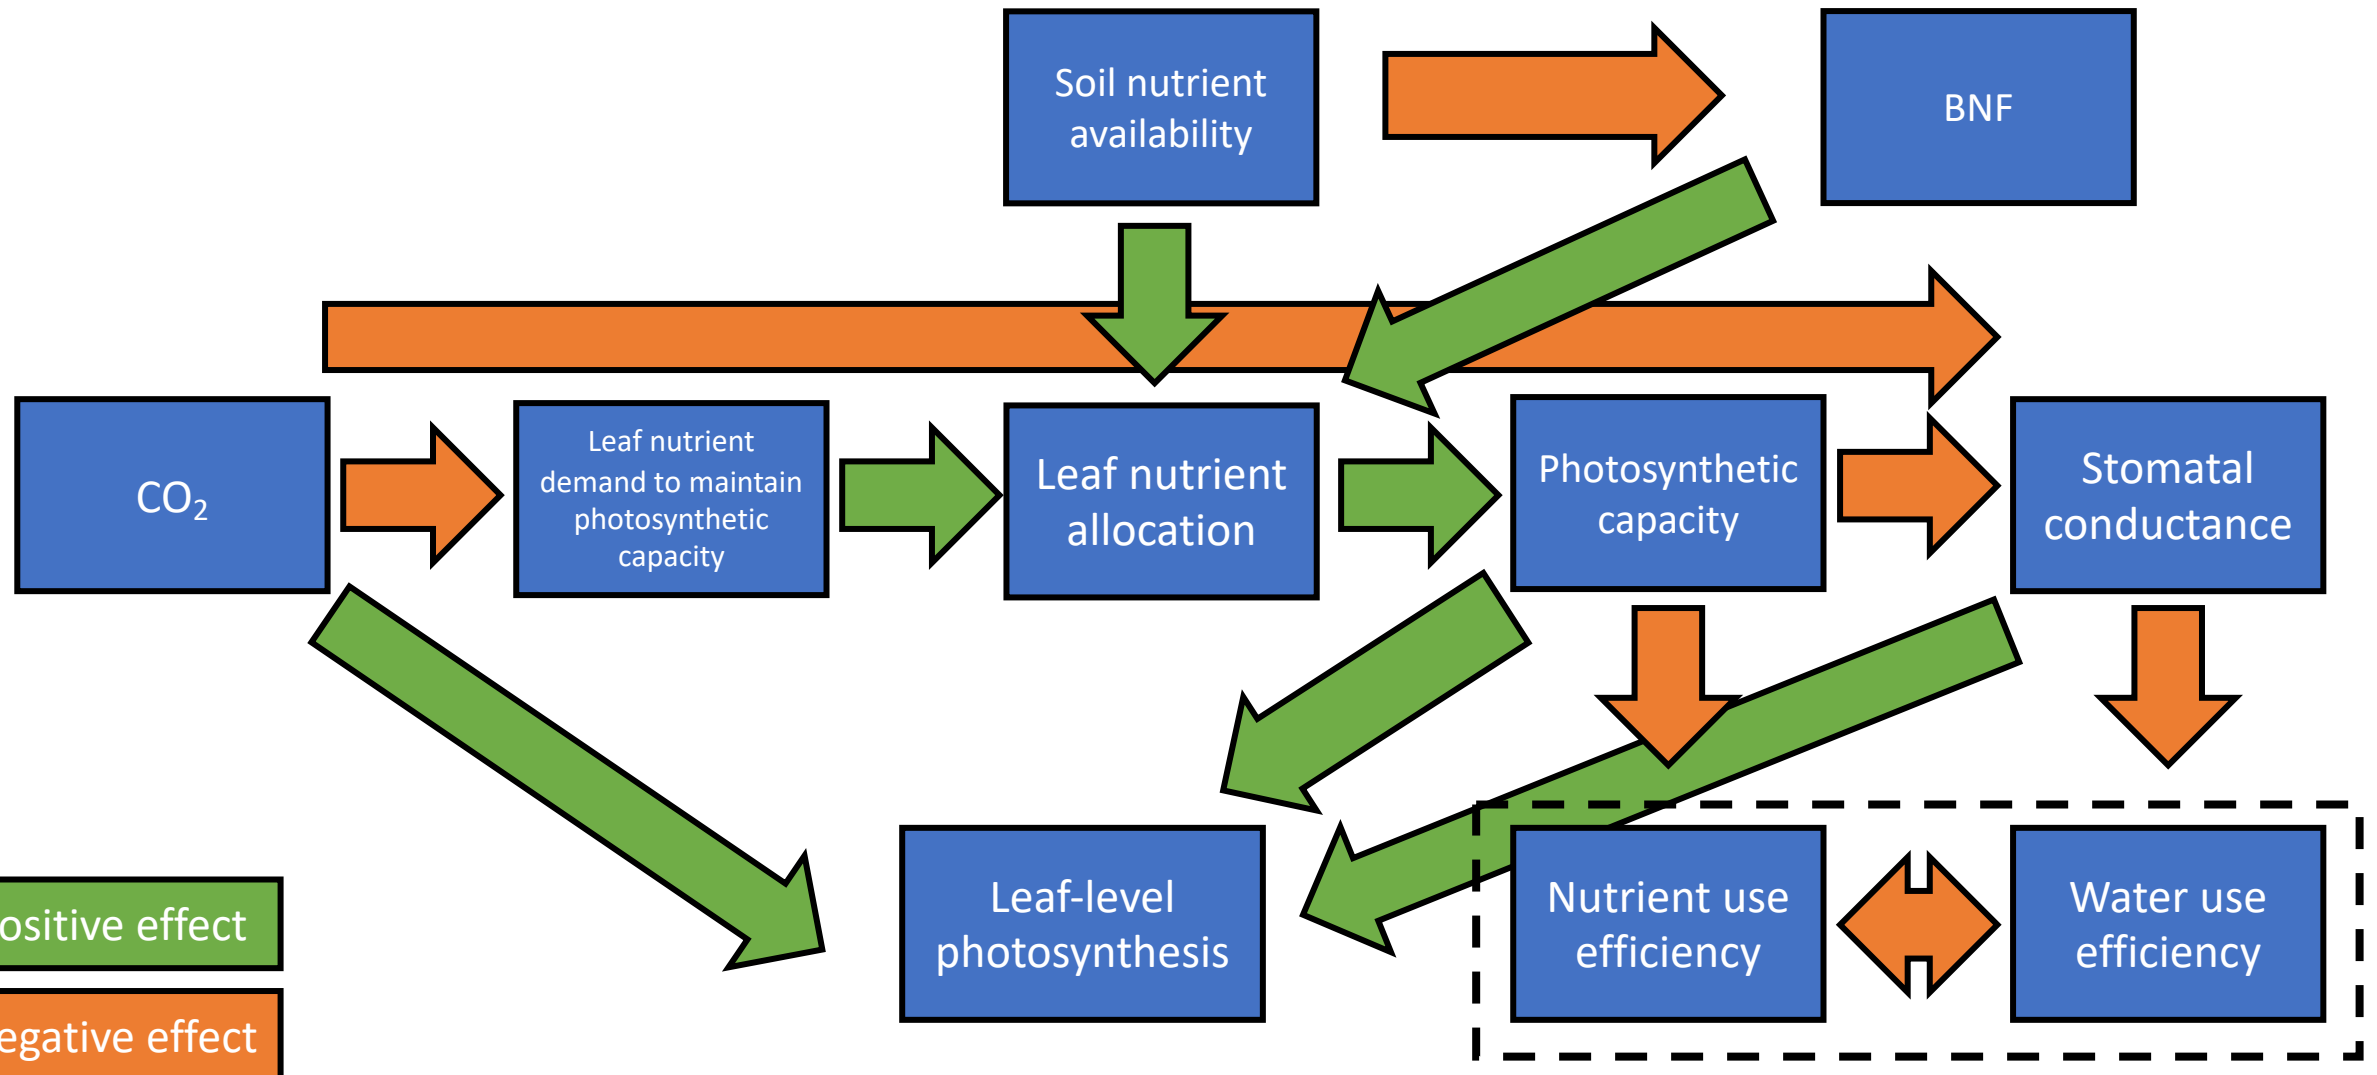 Soil nutrient
availability
BNF
CO₂
Leaf nutrient
demand to maintain
photosynthetic
capacity
Leaf nutrient
allocation
Photosynthetic
capacity
Stomatal
conductance
Leaf-level
photosynthesis
Nutrient use
efficiency
Water use
efficiency
ositive effect
egative effect